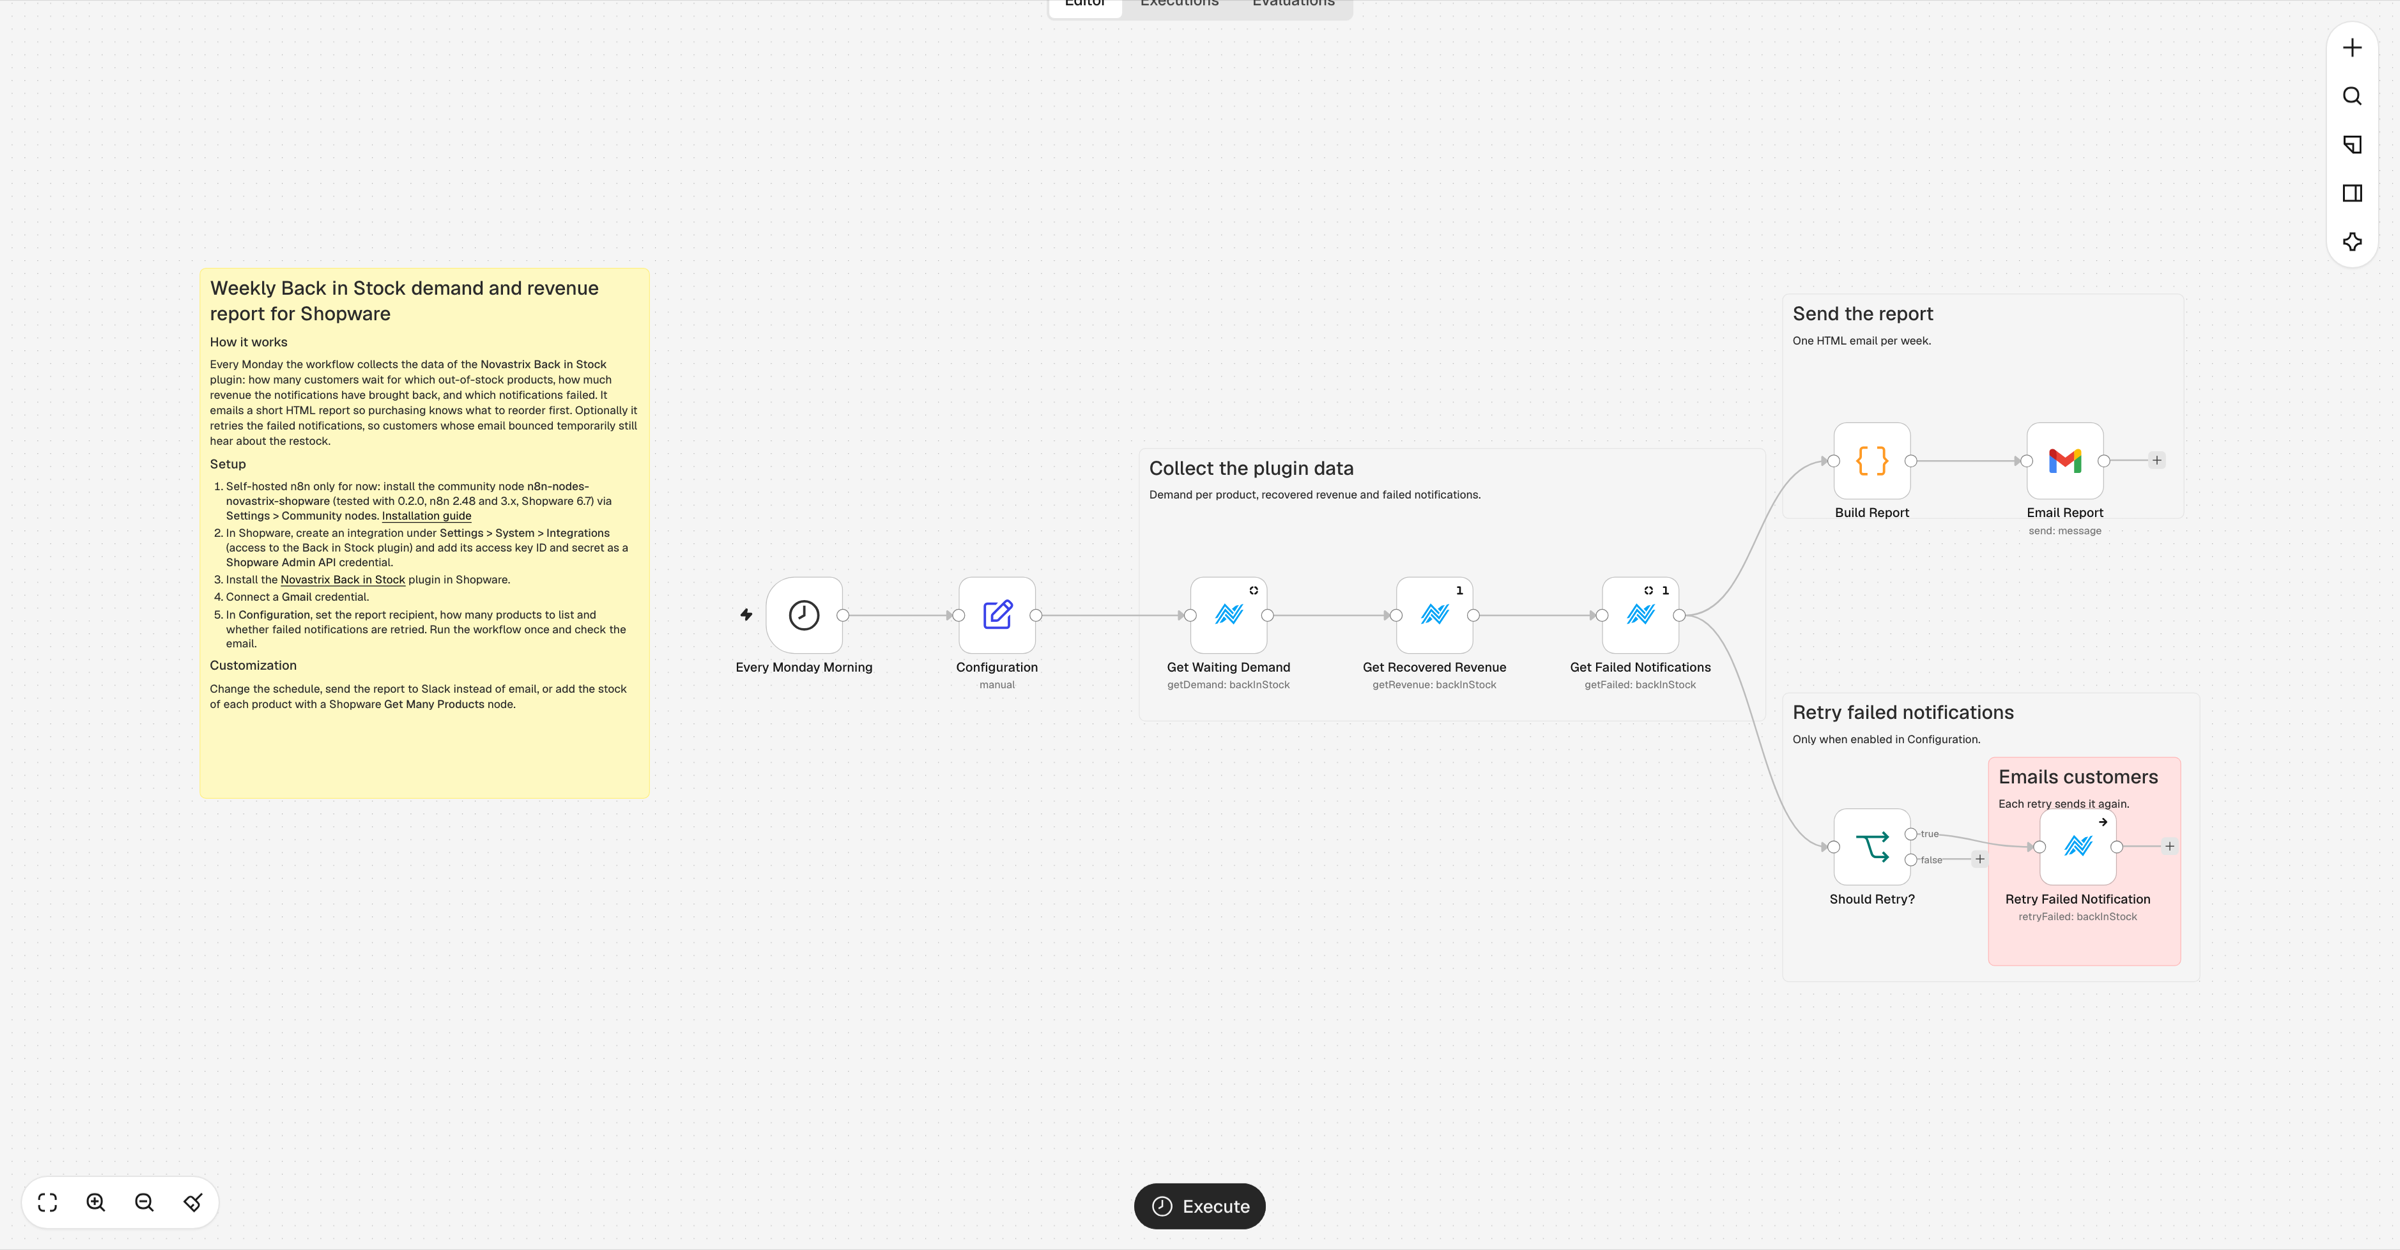 Editor
Executions
Evaluations
Weekly Back in Stock demand and revenue
report for Shopware
How it works
Every Monday the workflow collects the data of the Novastrix Back in Stock
plugin: how many customers wait for which out-of-stock products, how much
revenue the notifications have brought back, and which notifications failed. It
emails a short HTML report so purchasing knows what to reorder first. Optionally it
retries the failed notifications, so customers whose email bounced temporarily still
hear about the restock.
Setup
1. Self-hosted n8n only for now: install the community node n8n-nodes-
novastrix-shopware (tested with 0.2.0, n8n 2.48 and 3.x, Shopware 6.7) via
Settings > Community nodes. Installation guide
2. In Shopware, create an integration under Settings > System > Integrations
(access to the Back in Stock plugin) and add its access key ID and secret as a
Shopware Admin API credential.
3. Install the Novastrix Back in Stock plugin in Shopware.
4. Connect a Gmail credential.
5. In Configuration, set the report recipient, how many products to list and
whether failed notifications are retried. Run the workflow once and check the
email.
Customization
Change the schedule, send the report to Slack instead of email, or add the stock
of each product with a Shopware Get Many Products node.
Every Monday Morning
Configuration
manual
Collect the plugin data
Demand per product, recovered revenue and failed notifications.
Get Waiting Demand
getDemand: backInStock
1
Get Recovered Revenue
getRevenue: backInStock
1
Get Failed Notifications
getFailed: backInStock
Send the report
One HTML email per week.
Build Report
Email Report
send: message
Retry failed notifications
Only when enabled in Configuration.
Should Retry?
true
false
Emails customers
Each retry sends it again.
Retry Failed Notification
retryFailed: backInStock
Execute